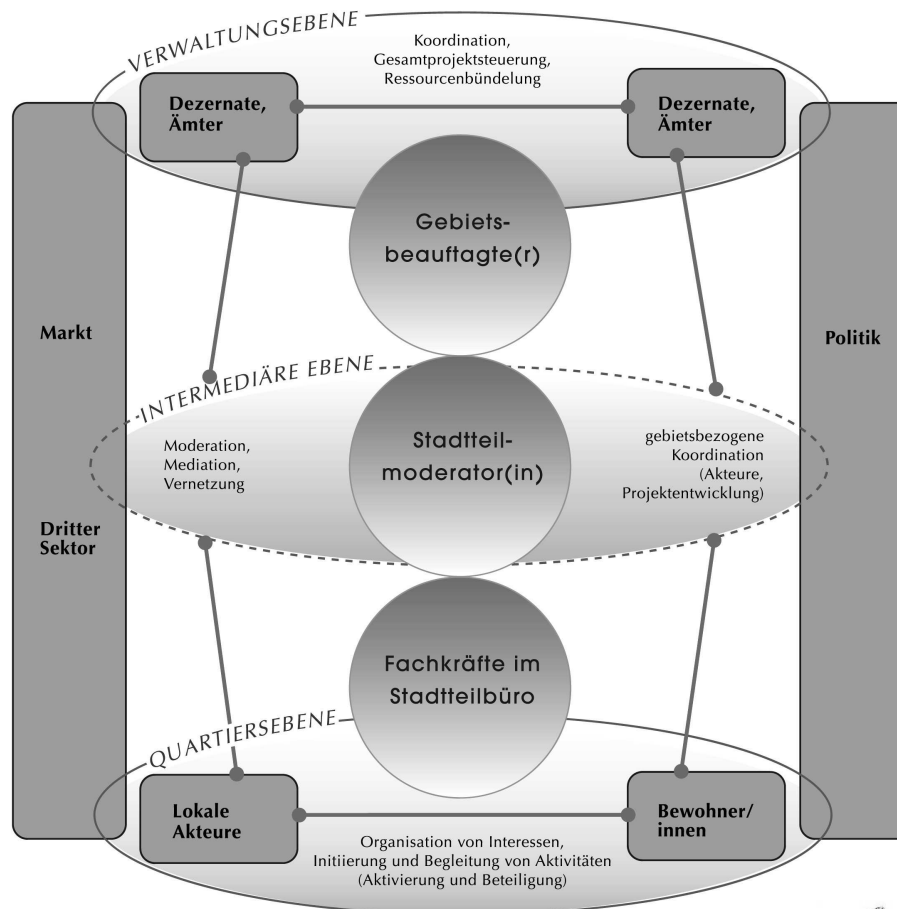 VERWALTUNGSEBENE
Koordination,
Gesamtprojektsteuerung,
Ressourcenbündelung
Dezernate,
Ämter
Dezernate,
Ämter
Gebiets-
beauftagte(r)
Markt
Politik
INTERMEDIÄRE EBENE
Moderation,
Mediation,
Vernetzung
Stadtteil-
moderator(in)
gebietsbezogene
Koordination
(Akteure,
Projektentwicklung)
Dritter
Sektor
Fachkräfte im
Stadtteilbüro
QUARTIERSEBENE
Lokale
Akteure
Bewohner/
innen
Organisation von Interessen,
Initiierung und Begleitung von Aktivitäten
(Aktivierung und Beteiligung)